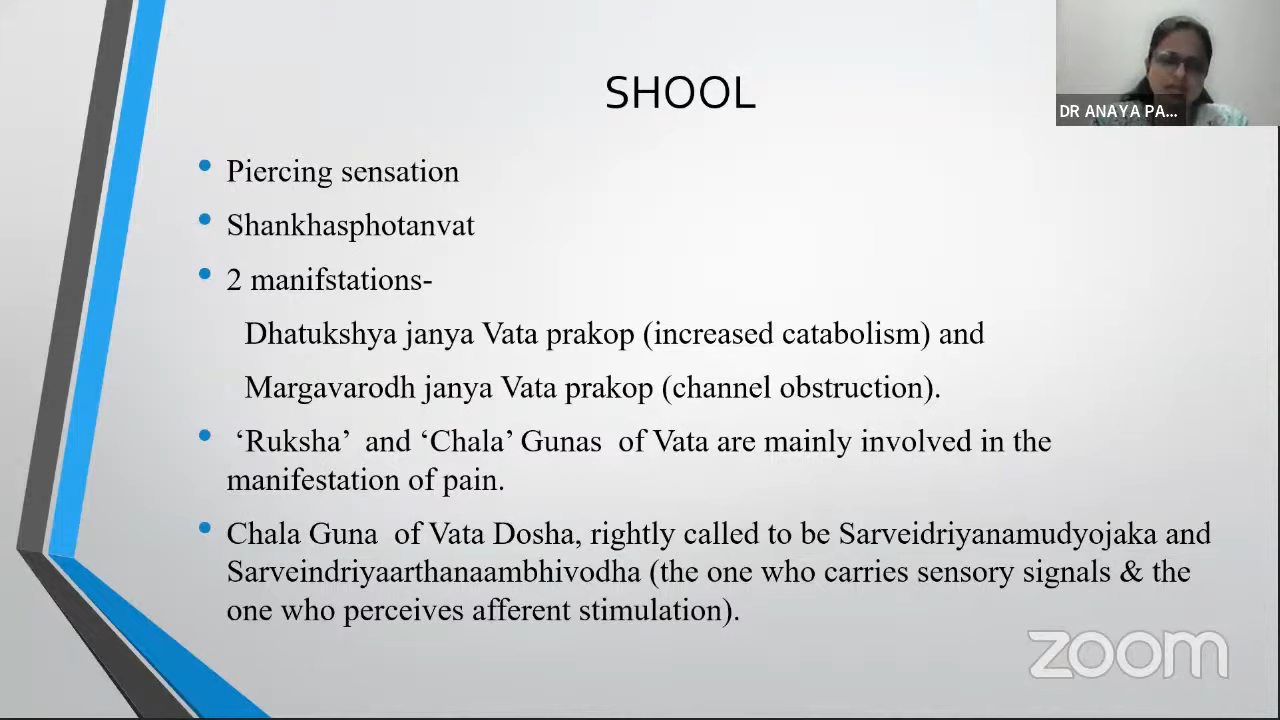 SHOOL
DR ANAYA PA...
Piercing sensation
Shankhasphotanvat
2 manifstations-
Dhatukshya janya Vata prakop (increased catabolism) and
Margavarodh janya Vata prakop (channel obstruction).
‘Ruksha’ and ‘Chala’ Gunas of Vata are mainly involved in the
manifestation of pain.
Chala Guna of Vata Dosha, rightly called to be Sarveidriyanamudyojaka and
Sarveindriyaarthanaambhivodha (the one who carries sensory signals & the
one who perceives afferent stimulation).
zoom